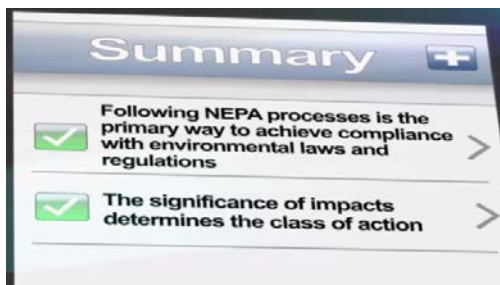 Summary
Following NEPA processes is the
primary way to achieve compliance
with environmental laws and
regulations
The significance of impacts
determines the class of action